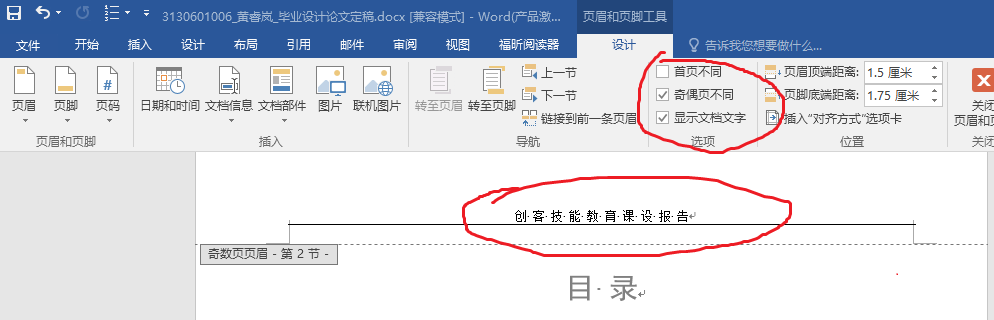 3130601006_黄睿岚_毕业设计论文定稿.docx [兼容模式] - Word(产品激... 页眉和页脚工具
文件 开始 插入 设计 布局 引用 邮件 审阅 视图 福昕阅读器 设计 告诉我您想要做什么...
页眉 页脚 页码 日期和时间 文档信息 文档部件 图片 联机图片 转至页眉 转至页脚
上一节
下一节
链接到前一条页眉
首页不同
奇偶页不同
显示文档文字
页眉顶端距离: 1.5 厘米
页脚底端距离: 1.75 厘米
插入"对齐方式"选项卡
关闭
页眉和页
页眉和页脚 插入 导航 选项 位置 关闭
创·客·技·能·教·育·课·设·报·告
奇数页页眉 - 第 2 节 -
目· 录